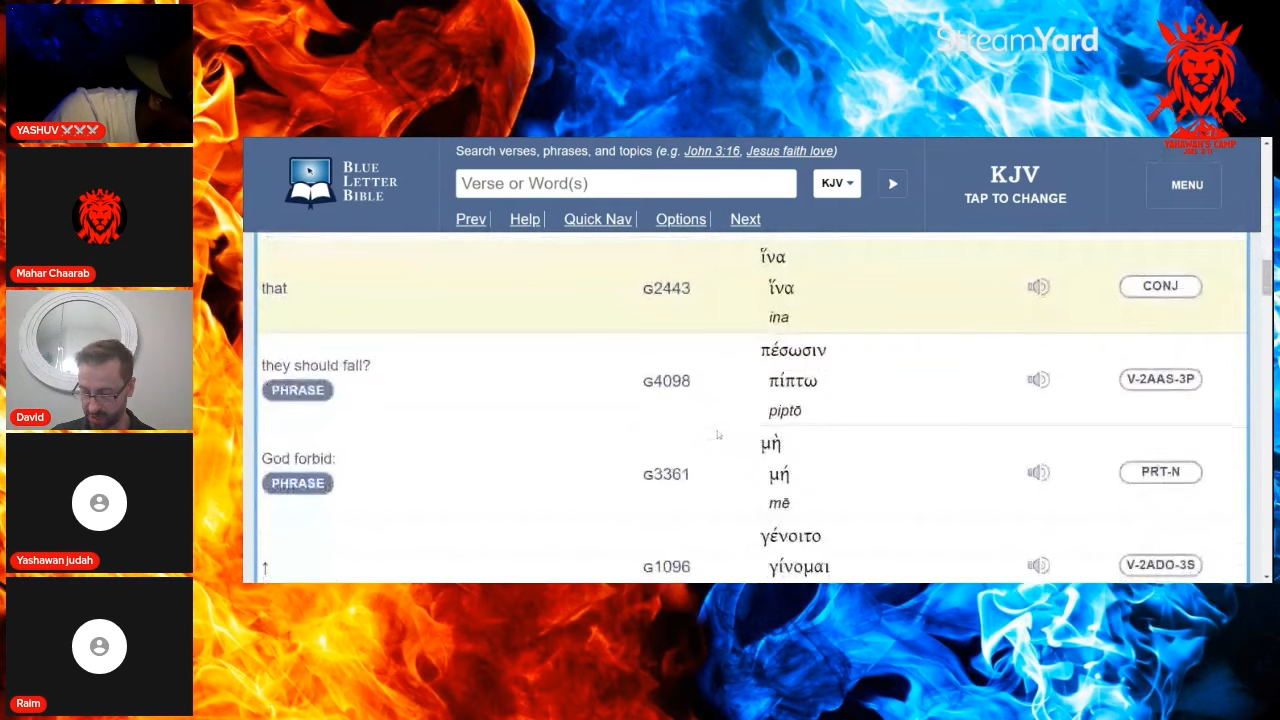 StreamYard
YAHAWAH'S CAMP
YASHUV
Mahar Chaarab
David
Yashawan judah
Raim
BLUE
LETTER
BIBLE
Search verses, phrases, and topics (e.g. John 3:16, Jesus faith love)
Verse or Word(s)
KJV
Prev
Help
Quick Nav
Options
Next
KJV
TAP TO CHANGE
MENU
ἵνα
that
G2443
ἵνα
CONJ
ina
πέσωσιν
they should fall?
PHRASE
G4098
πίπτω
V-2AAS-3P
piptō
μὴ
God forbid:
PHRASE
G3361
μή
PRT-N
mē
γένοιτο
↑
G1096
γίνομαι
V-2ADO-3S